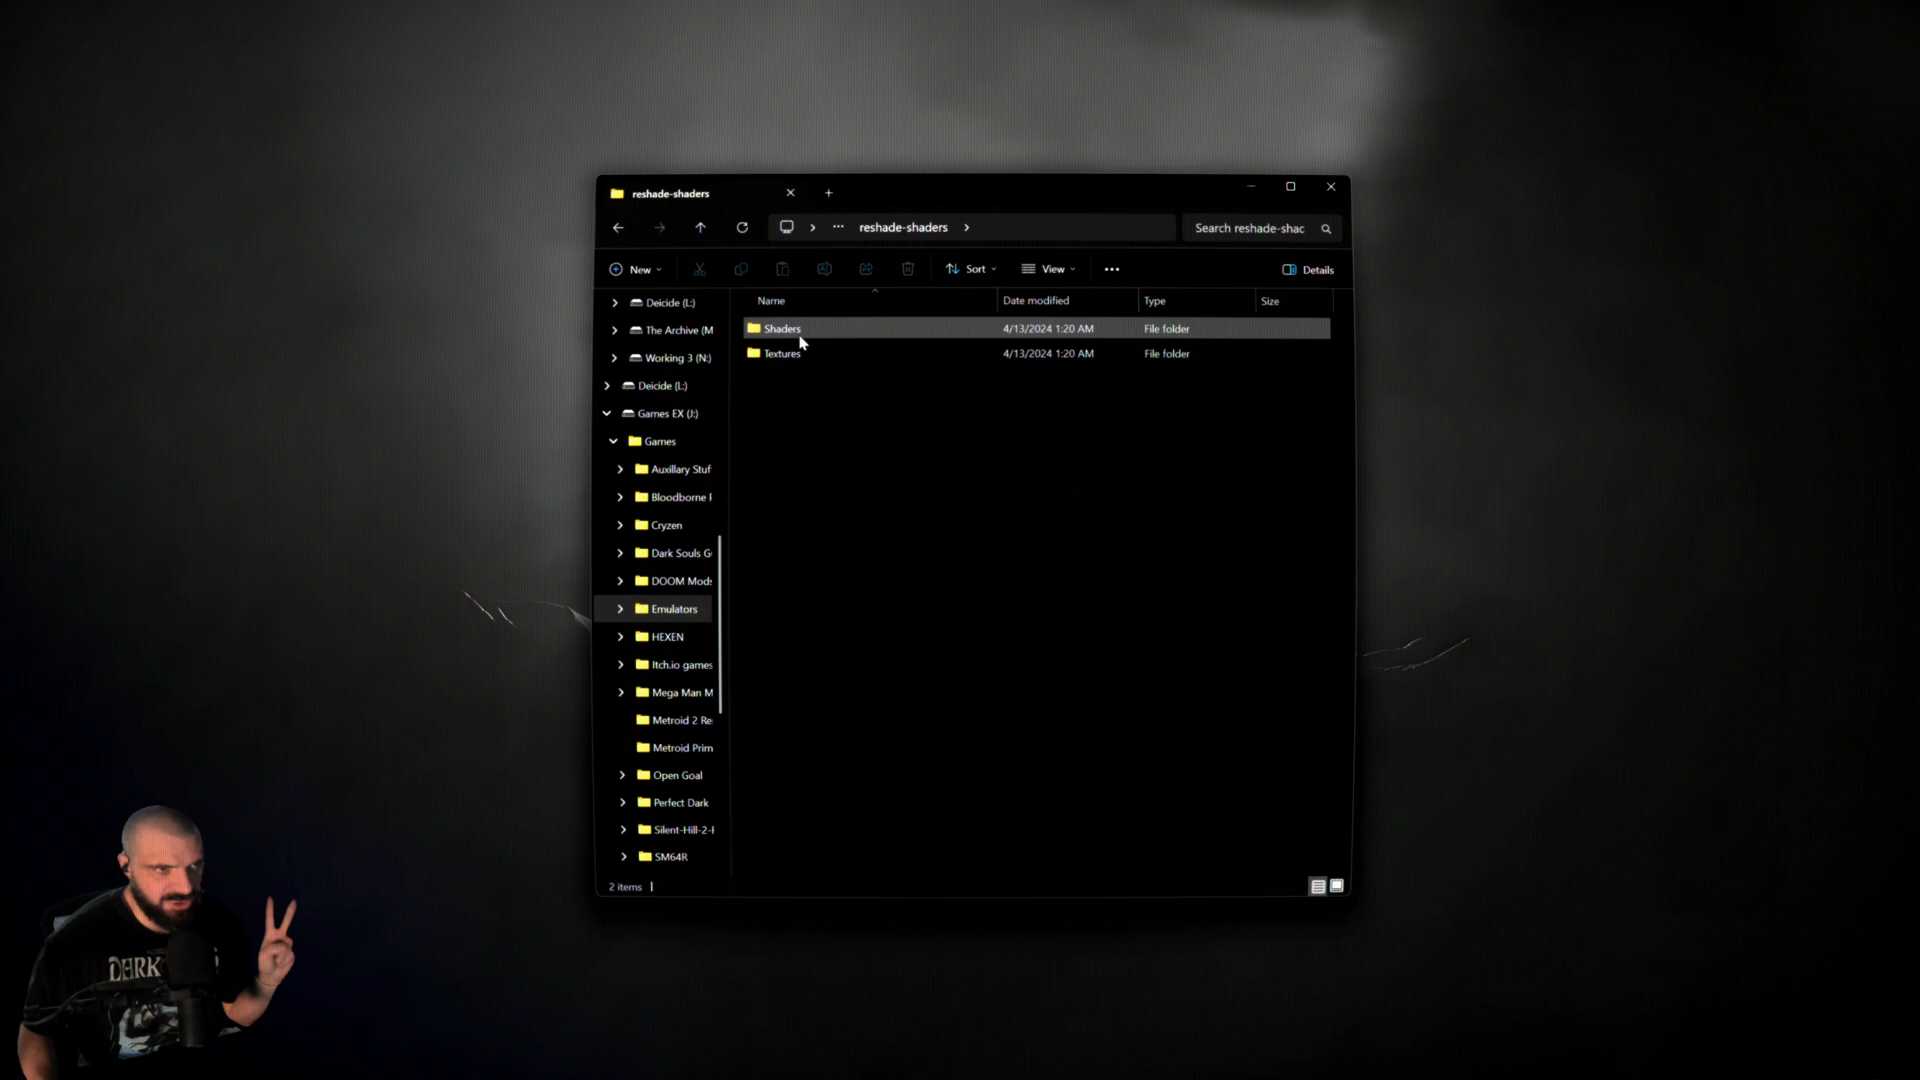 reshade-shaders
reshade-shaders
Search reshade-shac
New
Sort
View
Details
Name
Date modified
Type
Size
Shaders
4/13/2024 1:20 AM
File folder
Textures
4/13/2024 1:20 AM
File folder
Deicide (L:)
The Archive (M
Working 3 (N:)
Deicide (L:)
Games EX (J:)
Games
Auxillary Stuf
Bloodborne
Cryzen
Dark Souls G
DOOM Mods
Emulators
HEXEN
Itch.io games
Mega Man M
Metroid 2 Re
Metroid Prim
Open Goal
Perfect Dark
Silent-Hill-2-
SM64R
2 items